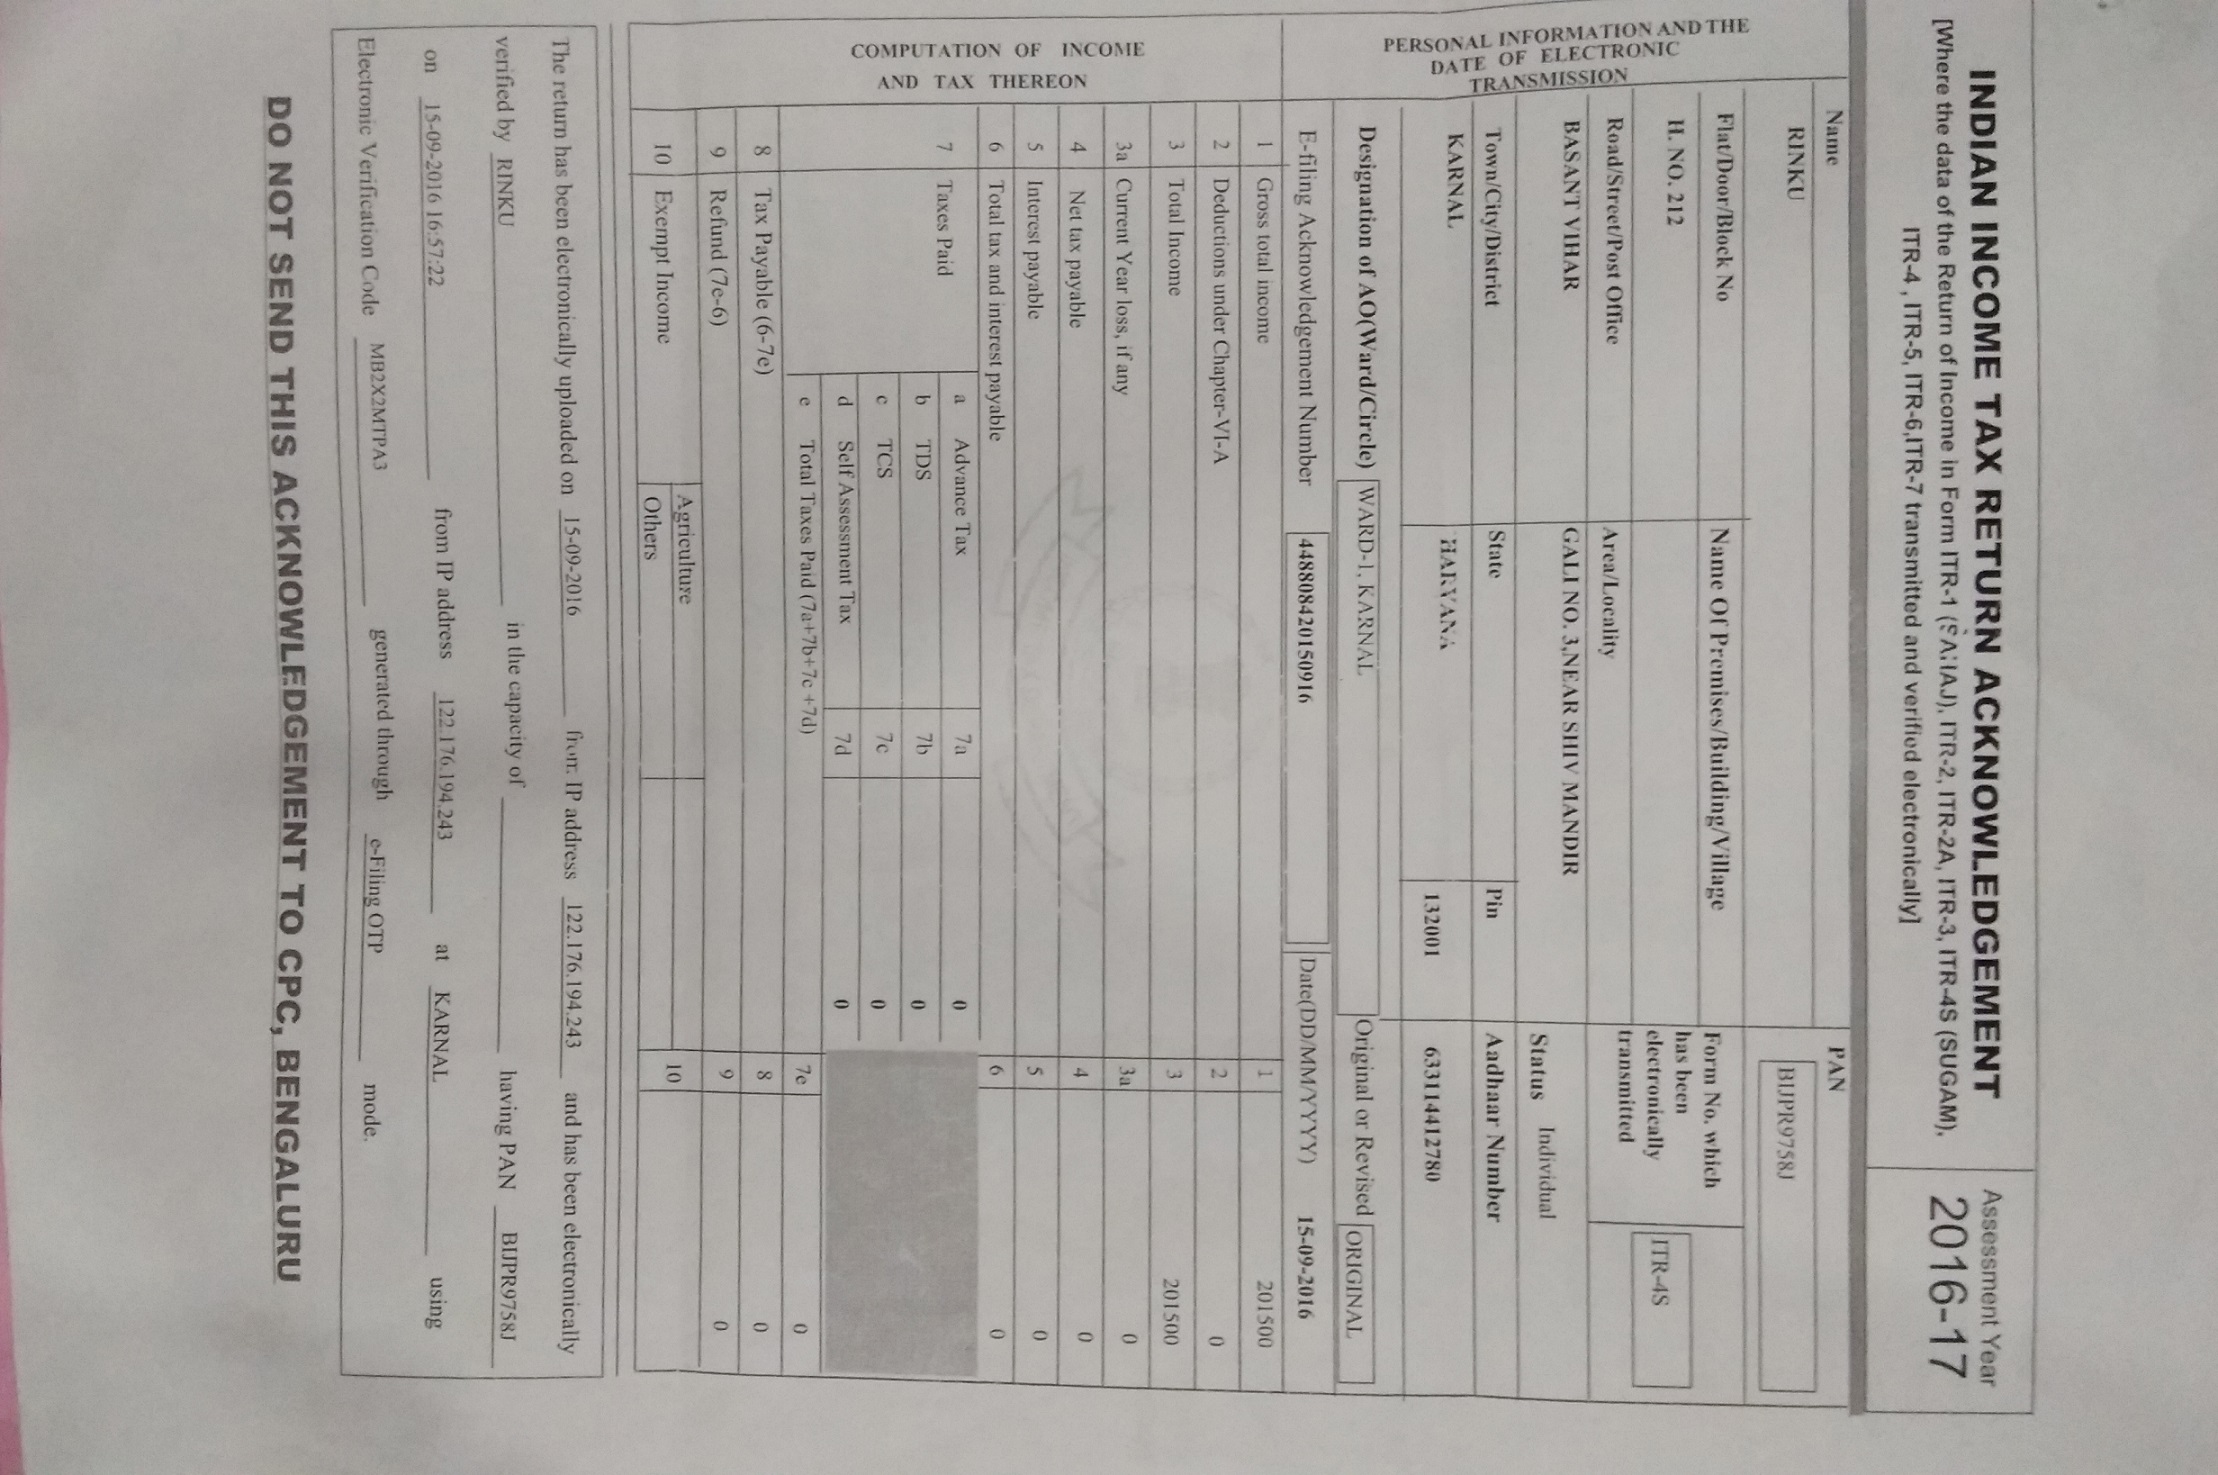 INDIAN INCOME TAX RETURN ACKNOWLEDGEMENT
[Where the data of the Return of Income in Form ITR-1 (SAHAJ), ITR-2, ITR-2A, ITR-3, ITR-4S (SUGAM),
ITR-4 , ITR-5, ITR-6,ITR-7 transmitted and verified electronically]
Assessment Year
2016-17
PERSONAL INFORMATION AND THE
DATE OF ELECTRONIC
TRANSMISSION
Name
PAN
RINKU
BIJPR9758J
Flat/Door/Block No
Name Of Premises/Building/Village
Form No. which
has been
electronically
transmitted
ITR-4S
H. NO. 212
Road/Street/Post Office
Area/Locality
BASANT VIHAR
GALI NO. 3,NEAR SHIV MANDIR
Status Individual
Town/City/District
State
Pin
Aadhaar Number
KARNAL
HARYANA
132001
633114412780
Designation of AO(Ward/Circle) WARD-1, KARNAL
Original or Revised ORIGINAL
E-filing Acknowledgement Number 448808420150916 Date(DD/MM/YYYY) 15-09-2016
COMPUTATION OF INCOME
AND TAX THEREON
1 Gross total income 1 201500
2 Deductions under Chapter-VI-A 2 0
3 Total Income 3 201500
3a Current Year loss, if any 3a 0
4 Net tax payable 4 0
5 Interest payable 5 0
6 Total tax and interest payable 6 0
7 Taxes Paid
a Advance Tax 7a 0
b TDS 7b 0
c TCS 7c 0
d Self Assessment Tax 7d 0
e Total Taxes Paid (7a+7b+7c +7d) 7e 0
8 Tax Payable (6-7e) 8 0
9 Refund (7e-6) 9 0
10 Exempt Income
Agriculture
Others
10
The return has been electronically uploaded on 15-09-2016 from IP address 122.176.194.243 and has been electronically
verified by RINKU in the capacity of having PAN BIJPR9758J
on 15-09-2016 16:57:22 from IP address 122.176.194.243 at KARNAL using
Electronic Verification Code MB2X2MTPA3 generated through e-Filing OTP mode.
DO NOT SEND THIS ACKNOWLEDGEMENT TO CPC, BENGALURU